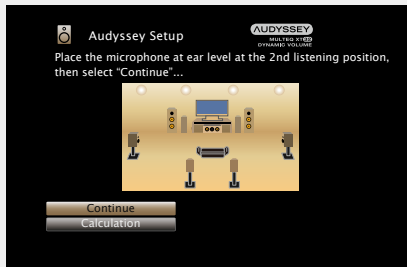 Audyssey Setup
AUDYSSEY
MULTEQ XT32
DYNAMIC VOLUME
Place the microphone at ear level at the 2nd listening position,
then select “Continue”...
Continue
Calculation